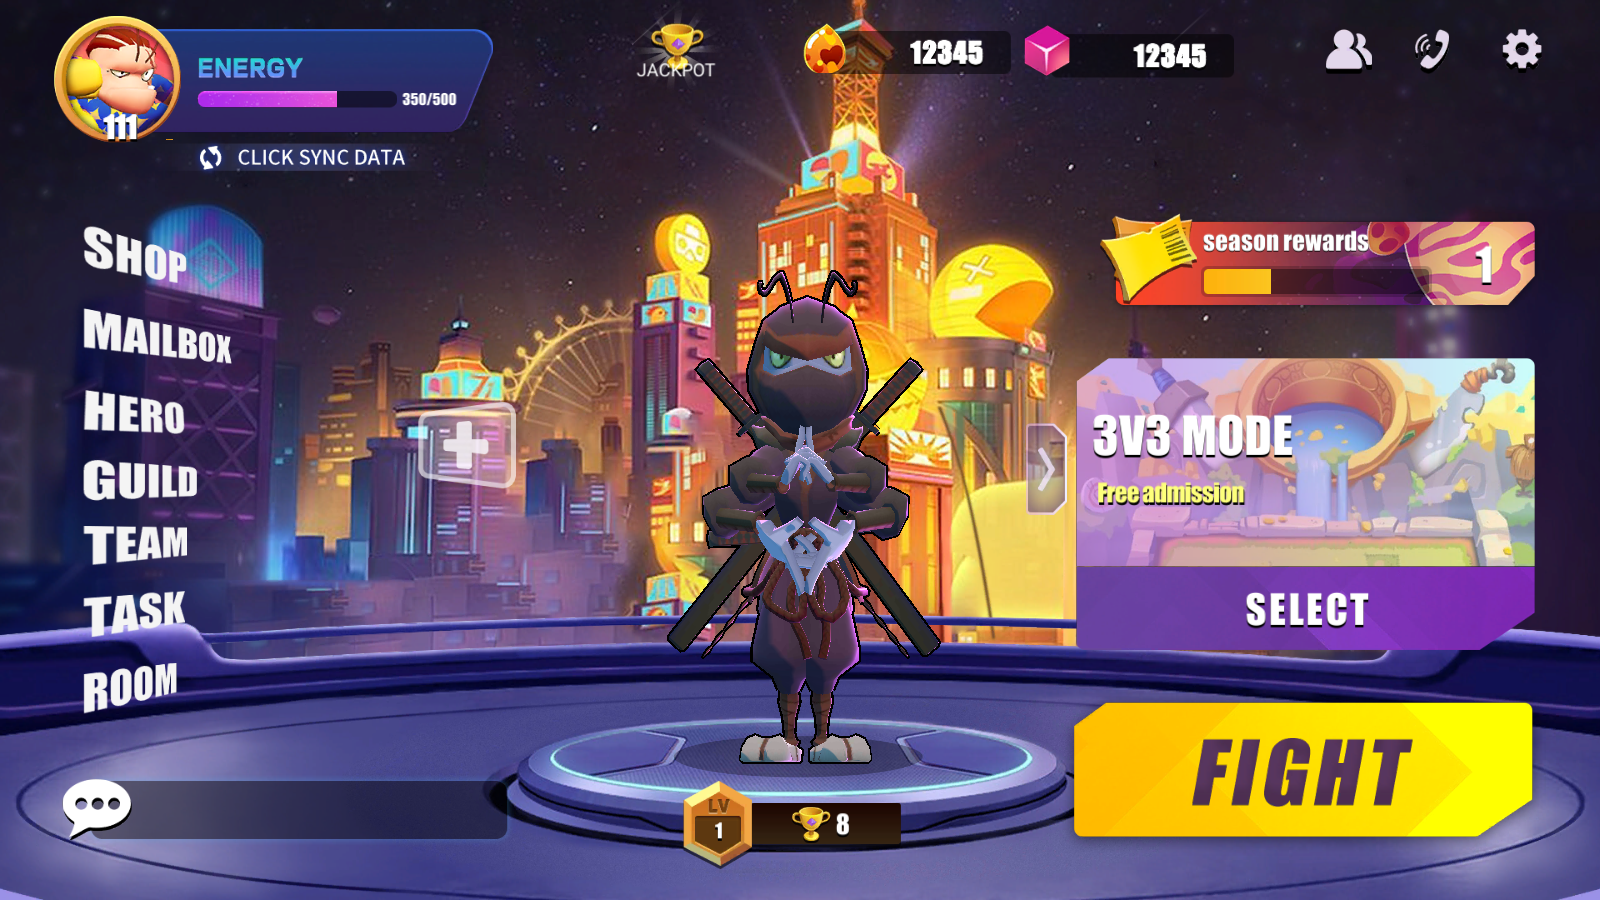 ENERGY
350/500
111
CLICK SYNC DATA
JACKPOT
12345
12345
SHOP
MAILBOX
HERO
GUILD
TEAM
TASK
ROOM
season rewards
1
3V3 MODE
Free admission
SELECT
FIGHT
LV
1
8